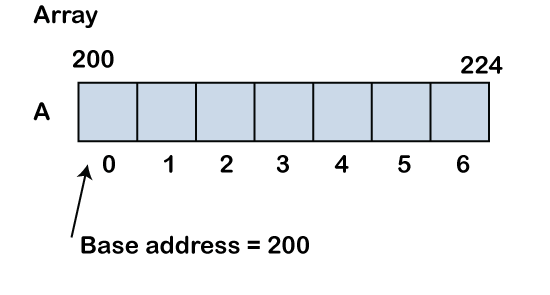 Array
200 224
A
0 1 2 3 4 5 6
Base address = 200